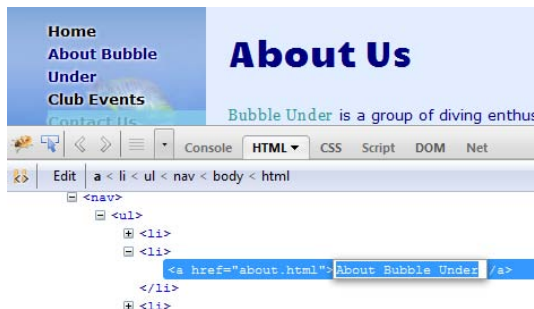 Home
About Bubble
Under
Club Events
Contact Us
About Us
Bubble Under is a group of diving enthus
Console HTML CSS Script DOM Net
Edit a < li < ul < nav < body < html
<nav>
<ul>
<li>
<li>
<a href="about.html">About Bubble Under /a>
</li>
<li>